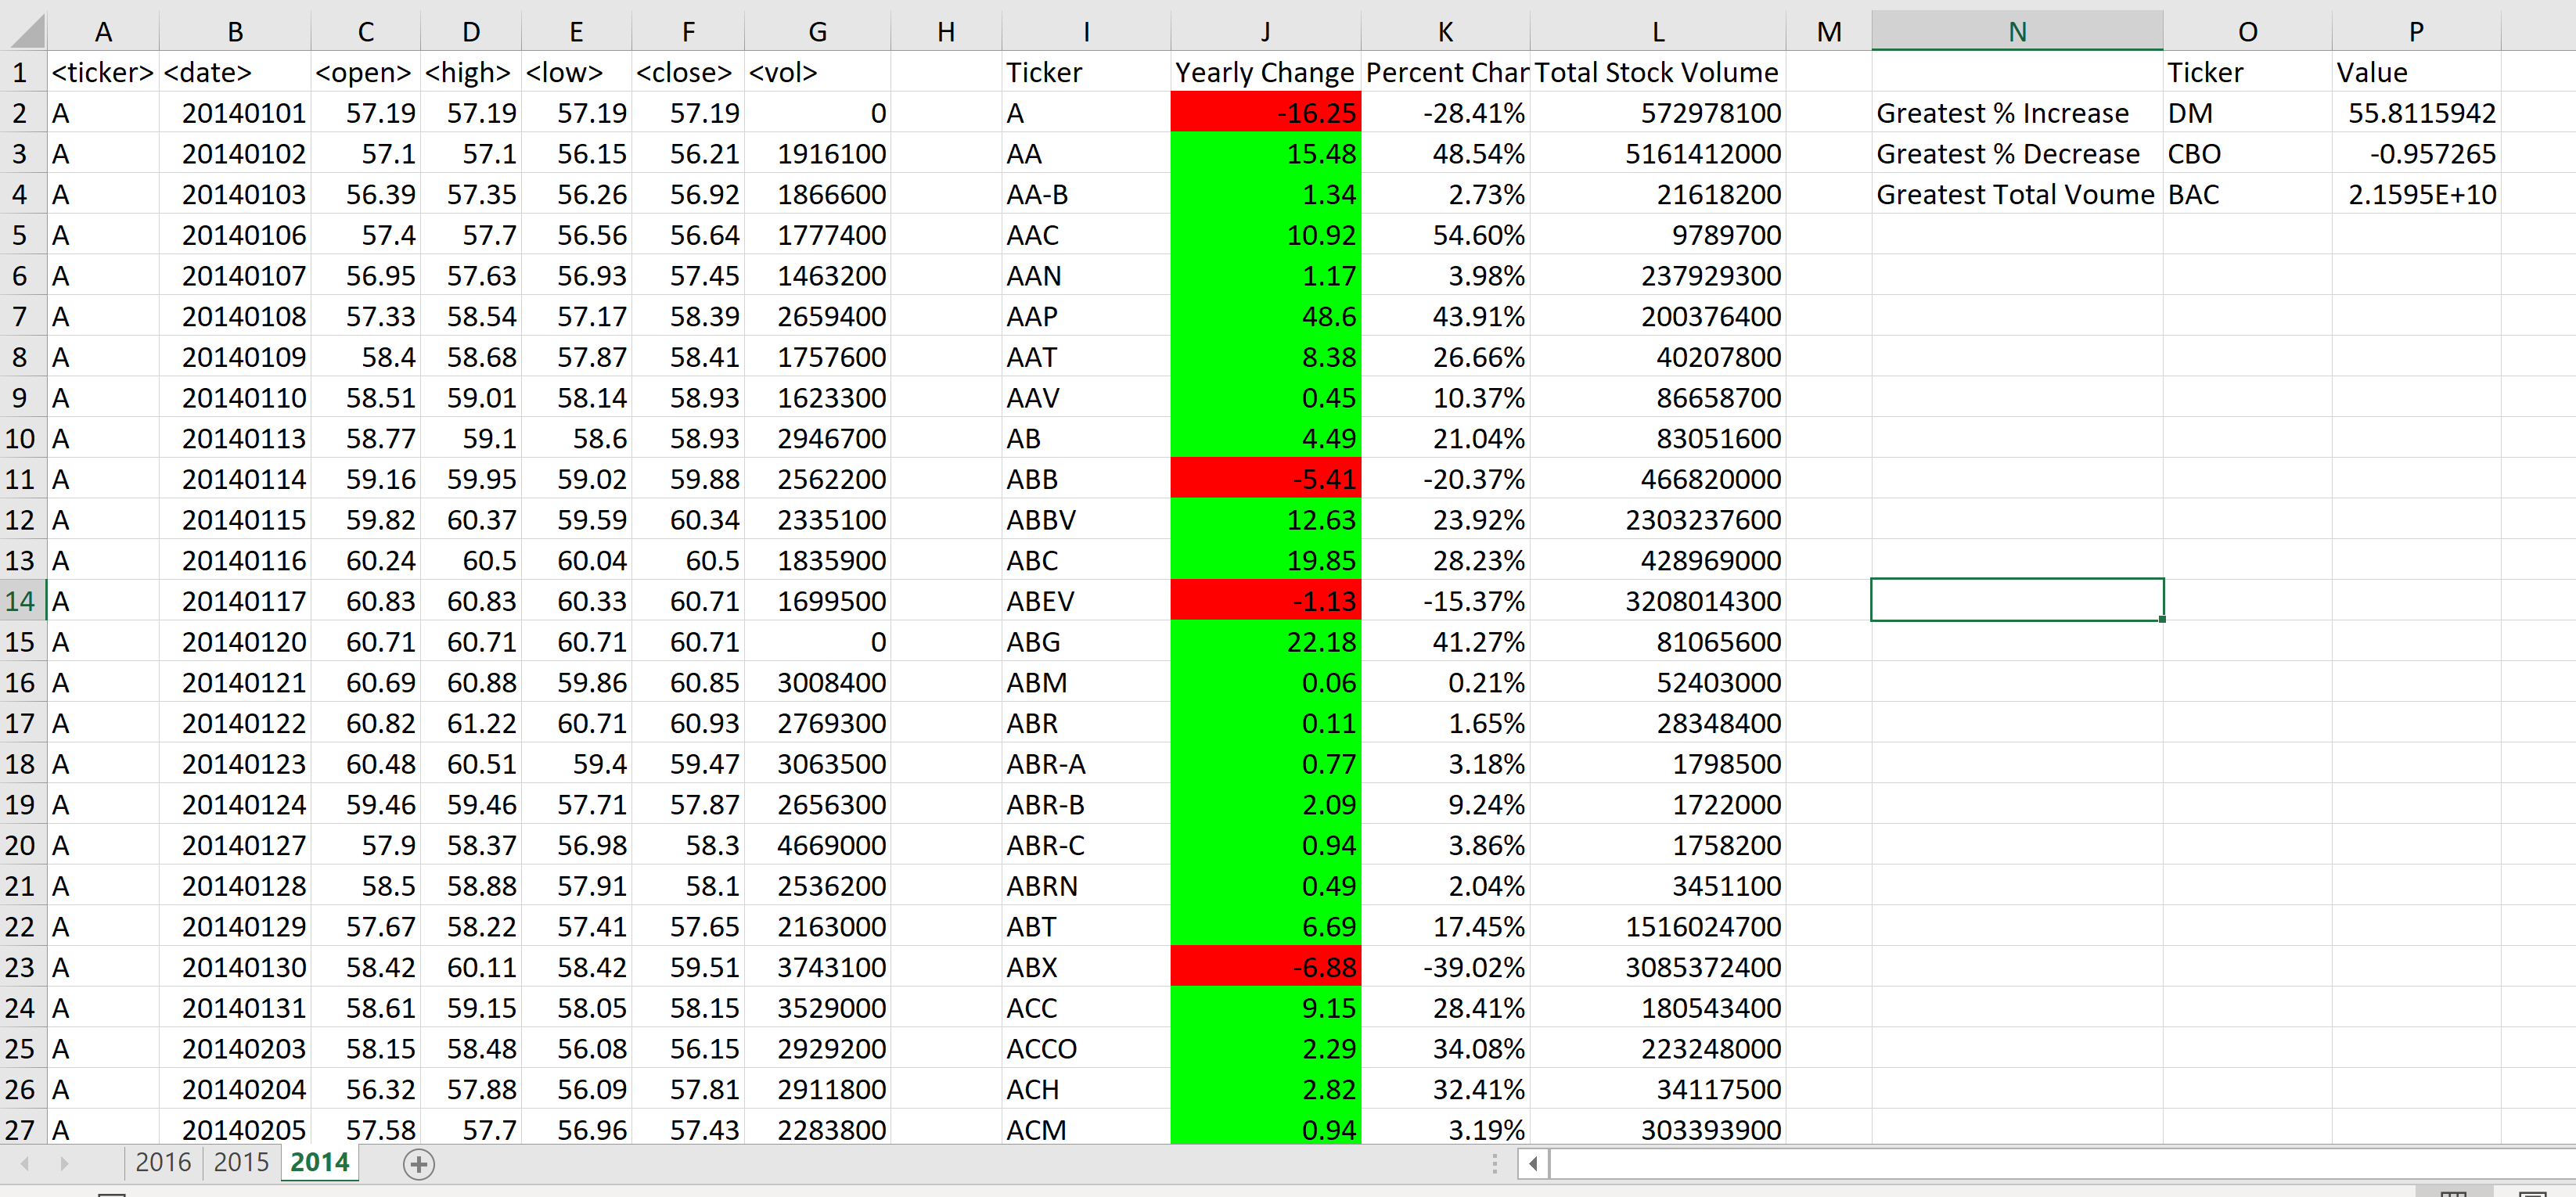 A B C D E F G H I J K L M N O P
1 <ticker> <date> <open> <high> <low> <close> <vol> Ticker Yearly Change Percent Char Total Stock Volume Ticker Value
2 A 20140101 57.19 57.19 57.19 57.19 0 A -16.25 -28.41% 572978100 Greatest % Increase DM 55.8115942
3 A 20140102 57.1 57.1 56.15 56.21 1916100 AA 15.48 48.54% 5161412000 Greatest % Decrease CBO -0.957265
4 A 20140103 56.39 57.35 56.26 56.92 1866600 AA-B 1.34 2.73% 21618200 Greatest Total Voume BAC 2.1595E+10
5 A 20140106 57.4 57.7 56.56 56.64 1777400 AAC 10.92 54.60% 9789700
6 A 20140107 56.95 57.63 56.93 57.45 1463200 AAN 1.17 3.98% 237929300
7 A 20140108 57.33 58.54 57.17 58.39 2659400 AAP 48.6 43.91% 200376400
8 A 20140109 58.4 58.68 57.87 58.41 1757600 AAT 8.38 26.66% 40207800
9 A 20140110 58.51 59.01 58.14 58.93 1623300 AAV 0.45 10.37% 86658700
10 A 20140113 58.77 59.1 58.6 58.93 2946700 AB 4.49 21.04% 83051600
11 A 20140114 59.16 59.95 59.02 59.88 2562200 ABB -5.41 -20.37% 466820000
12 A 20140115 59.82 60.37 59.59 60.34 2335100 ABBV 12.63 23.92% 2303237600
13 A 20140116 60.24 60.5 60.04 60.5 1835900 ABC 19.85 28.23% 428969000
14 A 20140117 60.83 60.83 60.33 60.71 1699500 ABEV -1.13 -15.37% 3208014300
15 A 20140120 60.71 60.71 60.71 60.71 0 ABG 22.18 41.27% 81065600
16 A 20140121 60.69 60.88 59.86 60.85 3008400 ABM 0.06 0.21% 52403000
17 A 20140122 60.82 61.22 60.71 60.93 2769300 ABR 0.11 1.65% 28348400
18 A 20140123 60.48 60.51 59.4 59.47 3063500 ABR-A 0.77 3.18% 1798500
19 A 20140124 59.46 59.46 57.71 57.87 2656300 ABR-B 2.09 9.24% 1722000
20 A 20140127 57.9 58.37 56.98 58.3 4669000 ABR-C 0.94 3.86% 1758200
21 A 20140128 58.5 58.88 57.91 58.1 2536200 ABRN 0.49 2.04% 3451100
22 A 20140129 57.67 58.22 57.41 57.65 2163000 ABT 6.69 17.45% 1516024700
23 A 20140130 58.42 60.11 58.42 59.51 3743100 ABX -6.88 -39.02% 3085372400
24 A 20140131 58.61 59.15 58.05 58.15 3529000 ACC 9.15 28.41% 180543400
25 A 20140203 58.15 58.48 56.08 56.15 2929200 ACCO 2.29 34.08% 223248000
26 A 20140204 56.32 57.88 56.09 57.81 2911800 ACH 2.82 32.41% 34117500
27 A 20140205 57.58 57.7 56.96 57.43 2283800 ACM 0.94 3.19% 303393900
2016 2015 2014